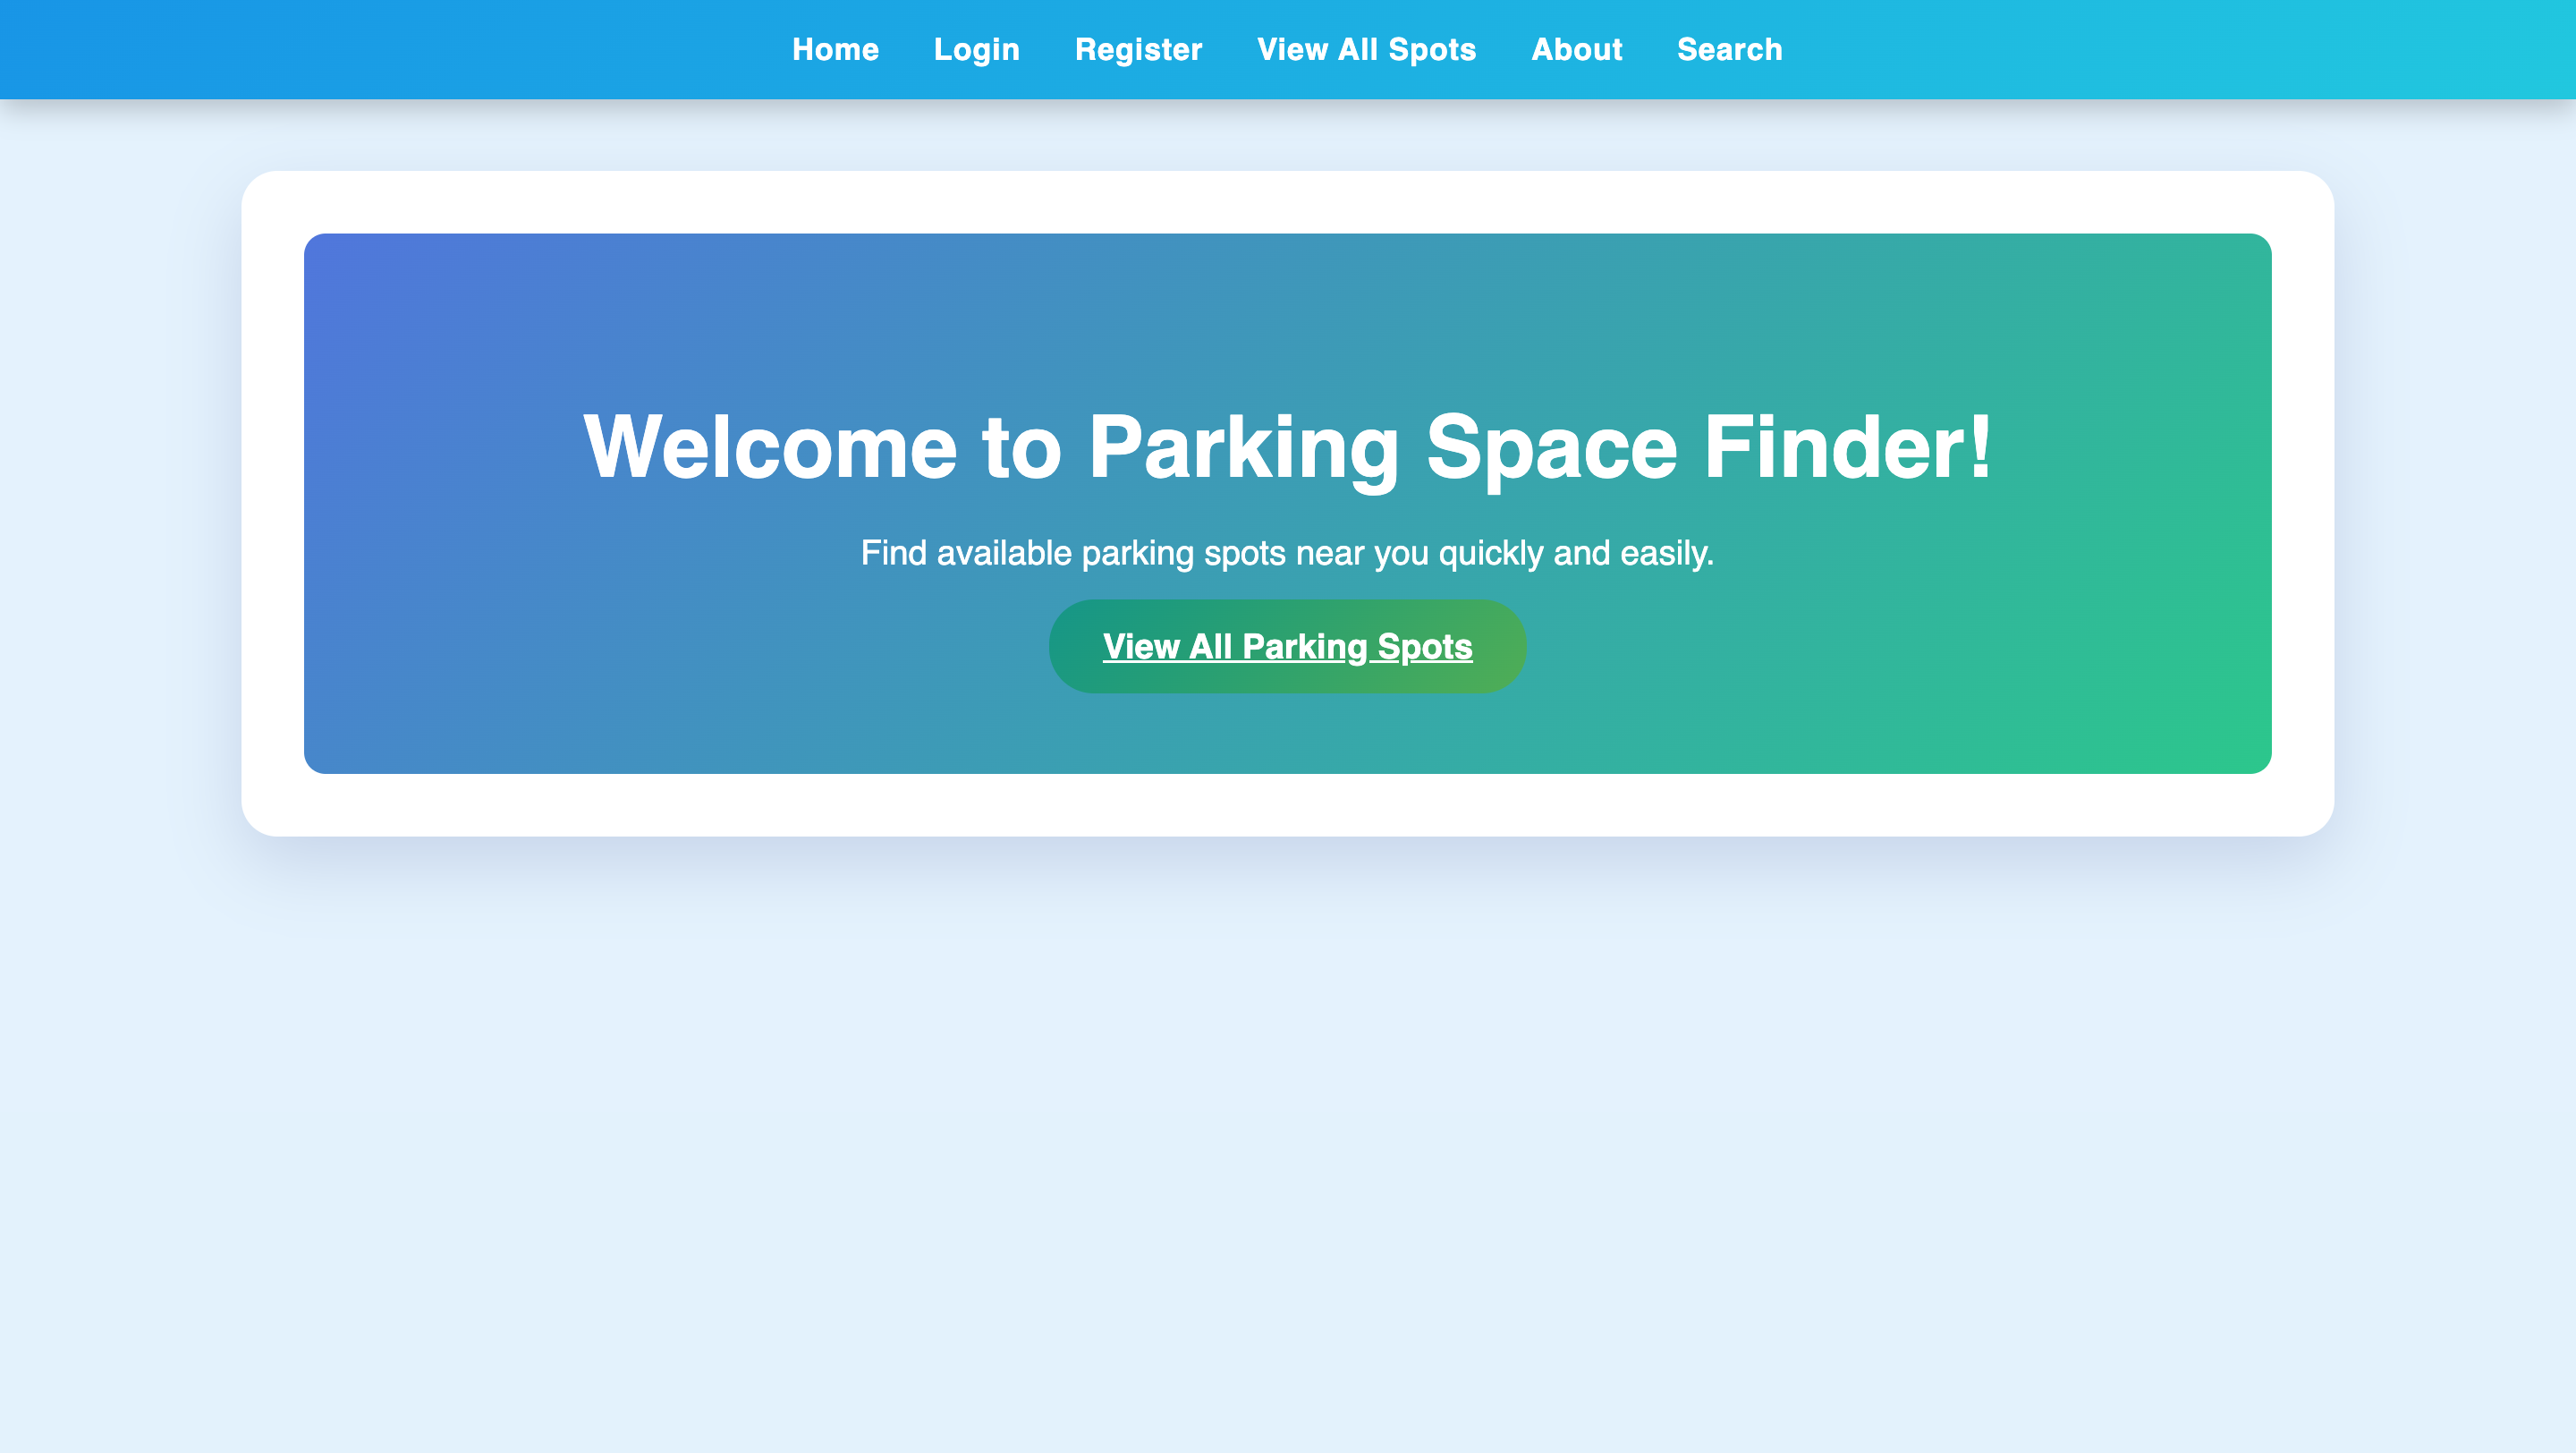 Home Login Register View All Spots About Search
Welcome to Parking Space Finder!
Find available parking spots near you quickly and easily.
View All Parking Spots